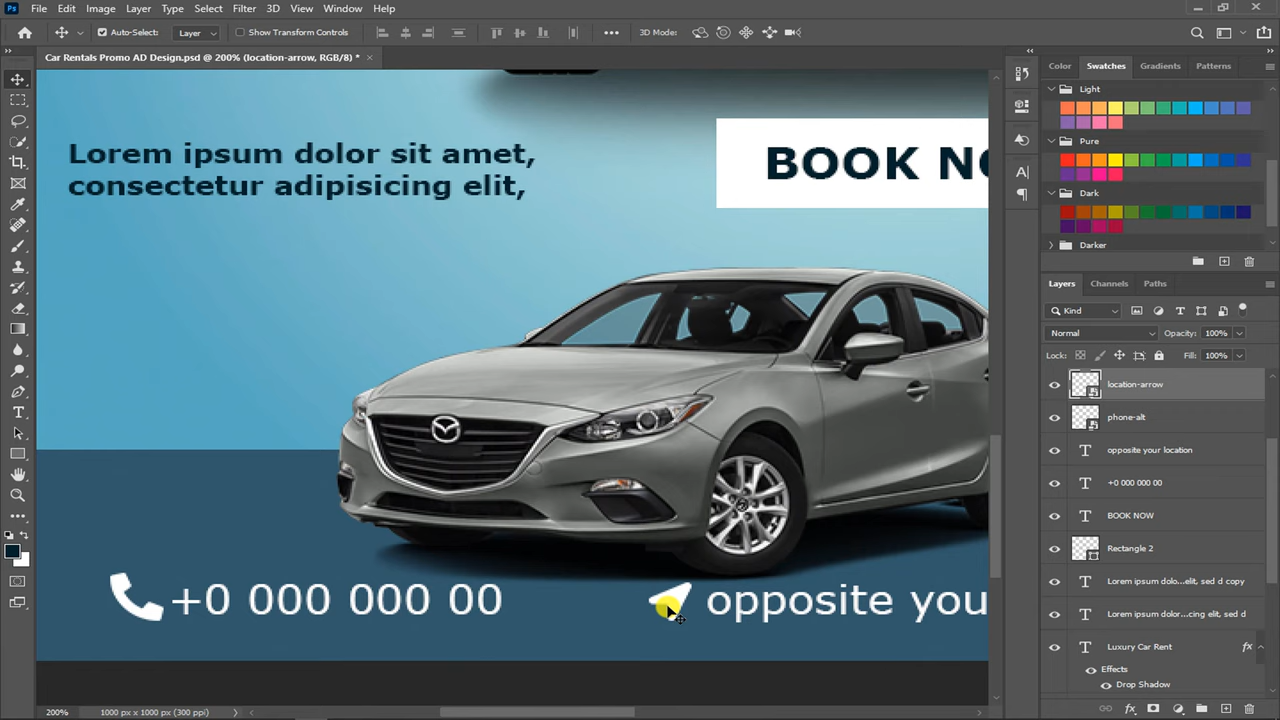 Ps File Edit Image Layer Type Select Filter 3D View Window Help
Auto-Select: Layer Show Transform Controls 3D Mode:
Car Rentals Promo AD Design.psd @ 200% (location-arrow, RGB/8) *
Color Swatches Gradients Patterns
Light
Pure
Dark
Darker
Lorem ipsum dolor sit amet,
consectetur adipisicing elit,
BOOK NO
+0 000 000 00
opposite you
Layers Channels Paths
Kind
Normal Opacity: 100%
Lock: Fill: 100%
location-arrow
phone-alt
opposite your location
+0 000 000 00
BOOK NOW
Rectangle 2
Lorem ipsum dolo...elit, sed d copy
Lorem ipsum dolor...cing elit, sed d
Luxury Car Rent fx
Effects
Drop Shadow
200% 1000 px x 1000 px (300 ppi)